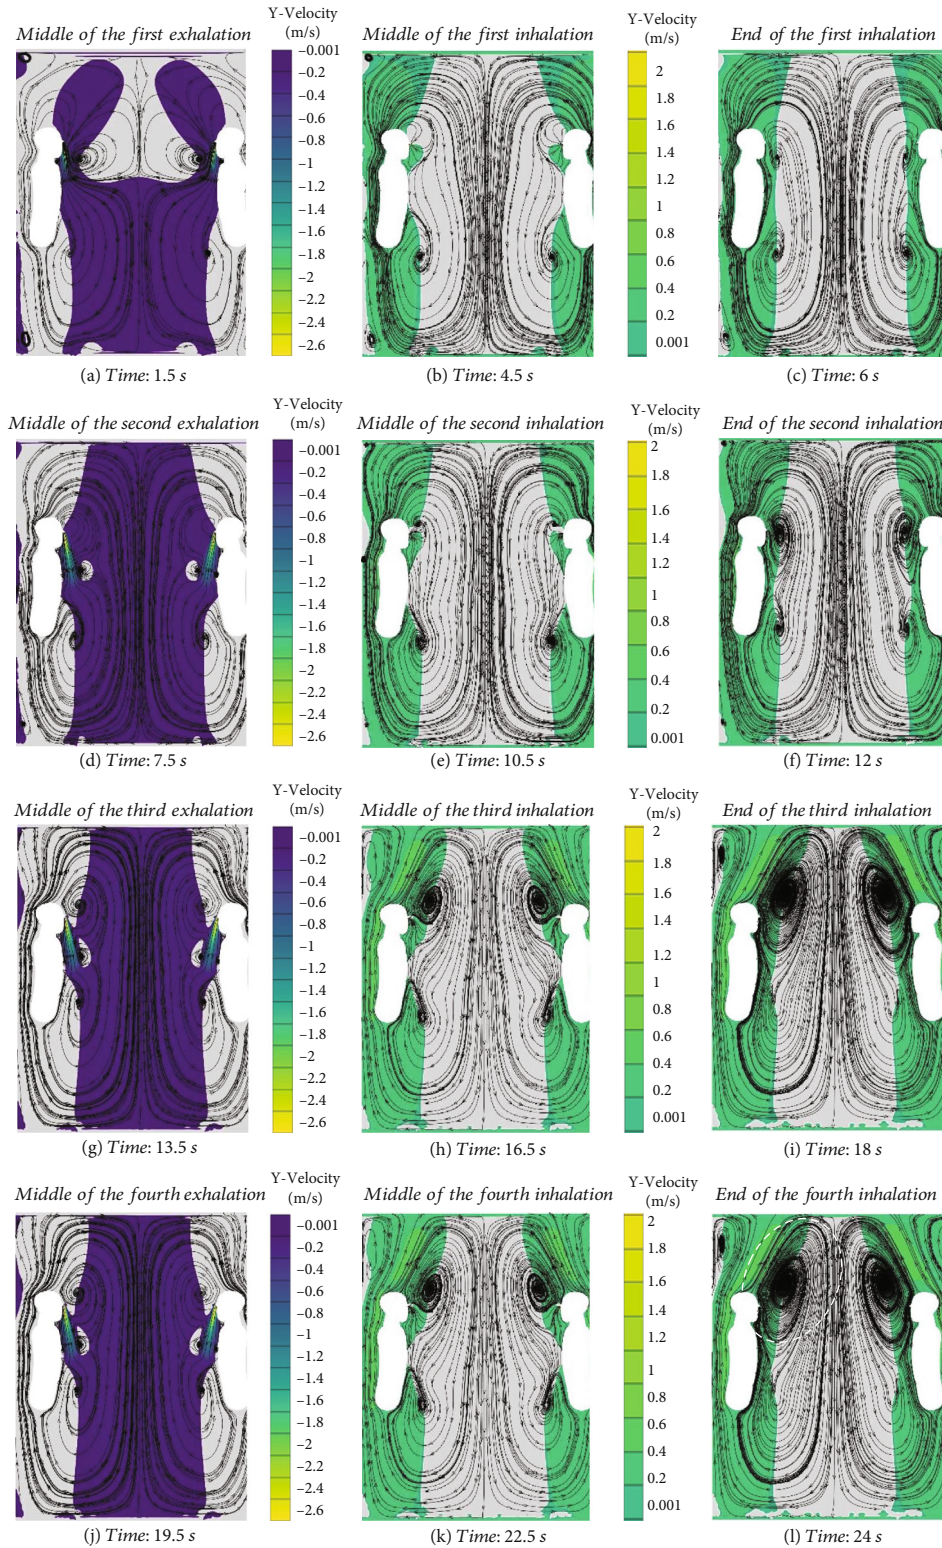 Middle of the first exhalation
Y-Velocity
(m/s)
−0.001
−0.2
−0.4
−0.6
−0.8
−1
−1.2
−1.4
−1.6
−1.8
−2
−2.2
−2.4
−2.6
(a) Time: 1.5 s
Middle of the first inhalation
Y-Velocity
(m/s)
2
1.8
1.6
1.4
1.2
1
0.8
0.6
0.4
0.2
0.001
(b) Time: 4.5 s
End of the first inhalation
(c) Time: 6 s
Middle of the second exhalation
Y-Velocity
(m/s)
−0.001
−0.2
−0.4
−0.6
−0.8
−1
−1.2
−1.4
−1.6
−1.8
−2
−2.2
−2.4
−2.6
(d) Time: 7.5 s
Middle of the second inhalation
Y-Velocity
(m/s)
2
1.8
1.6
1.4
1.2
1
0.8
0.6
0.4
0.2
0.001
(e) Time: 10.5 s
End of the second inhalation
(f) Time: 12 s
Middle of the third exhalation
Y-Velocity
(m/s)
−0.001
−0.2
−0.4
−0.6
−0.8
−1
−1.2
−1.4
−1.6
−1.8
−2
−2.2
−2.4
−2.6
(g) Time: 13.5 s
Middle of the third inhalation
Y-Velocity
(m/s)
2
1.8
1.6
1.4
1.2
1
0.8
0.6
0.4
0.2
0.001
(h) Time: 16.5 s
End of the third inhalation
(i) Time: 18 s
Middle of the fourth exhalation
Y-Velocity
(m/s)
−0.001
−0.2
−0.4
−0.6
−0.8
−1
−1.2
−1.4
−1.6
−1.8
−2
−2.2
−2.4
−2.6
(j) Time: 19.5 s
Middle of the fourth inhalation
Y-Velocity
(m/s)
2
1.8
1.6
1.2
1
0.8
0.6
0.4
0.2
0.001
(k) Time: 22.5 s
End of the fourth inhalation
(l) Time: 24 s